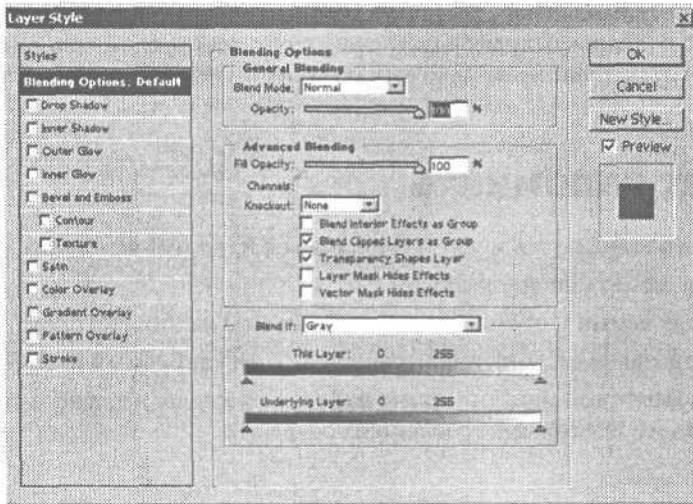 Layer Style
Styles
Blending Options: Default
Drop Shadow
Inner Shadow
Outer Glow
Inner Glow
Bevel and Emboss
Contour
Texture
Satin
Color Overlay
Gradient Overlay
Pattern Overlay
Stroke
Blending Options
General Blending
Blend Mode: Normal
Opacity: 100 %
Advanced Blending
Fill Opacity: 100 %
Channels:
Knockout: None
Blend Interior Effects as Group
Blend Clipped Layers as Group
Transparency Shapes Layer
Layer Mask Hides Effects
Vector Mask Hides Effects
Blend If: Gray
This Layer: 0 255
Underlying Layer: 0 255
OK
Cancel
New Style...
Preview